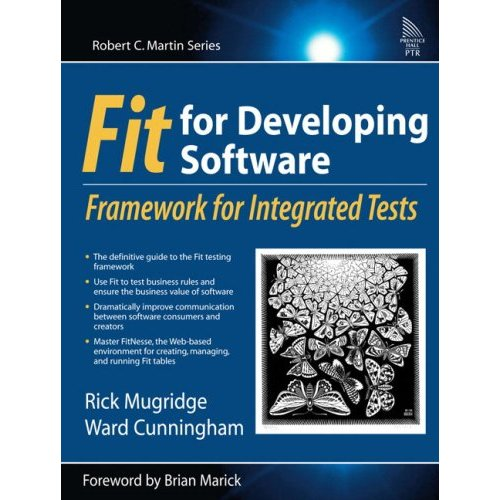 Robert C. Martin Series
PRENTICE
HALL
PTR
Fit for Developing
Software
Framework for Integrated Tests
• The definitive guide to the Fit testing
framework
• Use Fit to test business rules and
ensure the business value of software
• Dramatically improve communication
between software consumers and
creators
• Master FitNesse, the Web-based
environment for creating, managing,
and running Fit tables
Rick Mugridge
Ward Cunningham
Foreword by Brian Marick